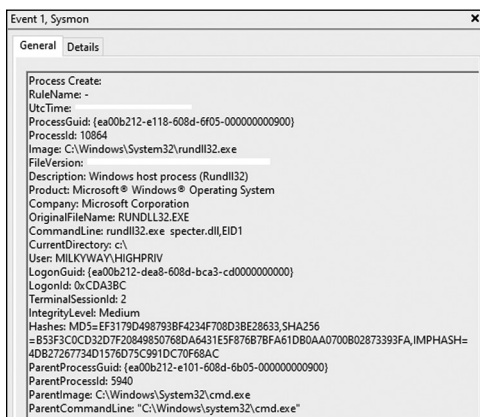 Event 1, Sysmon
General Details
Process Create:
RuleName: -
UtcTime:
ProcessGuid: {ea00b212-e118-608d-6f05-000000000900}
ProcessId: 10864
Image: C:\Windows\System32\rundll32.exe
FileVersion:
Description: Windows host process (Rundll32)
Product: Microsoft® Windows® Operating System
Company: Microsoft Corporation
OriginalFileName: RUNDLL32.EXE
CommandLine: rundll32.exe specter.dll,EID1
CurrentDirectory: c:\
User: MILKYWAY\HIGHPRIV
LogonGuid: {ea00b212-dea8-608d-bca3-cd0000000000}
LogonId: 0xCDA3BC
TerminalSessionId: 2
IntegrityLevel: Medium
Hashes: MD5=EF3179D498793BF4234F708D3BE28633,SHA256
=B53F3C0CD32D7F20849850768DA6431E5F876B7BFA61DB0AA0700B02873393FA,IMPHASH=
4DB27267734D1576D75C991DC70F68AC
ParentProcessGuid: {ea00b212-e101-608d-6b05-000000000900}
ParentProcessId: 5940
ParentImage: C:\Windows\System32\cmd.exe
ParentCommandLine: "C:\Windows\system32\cmd.exe"